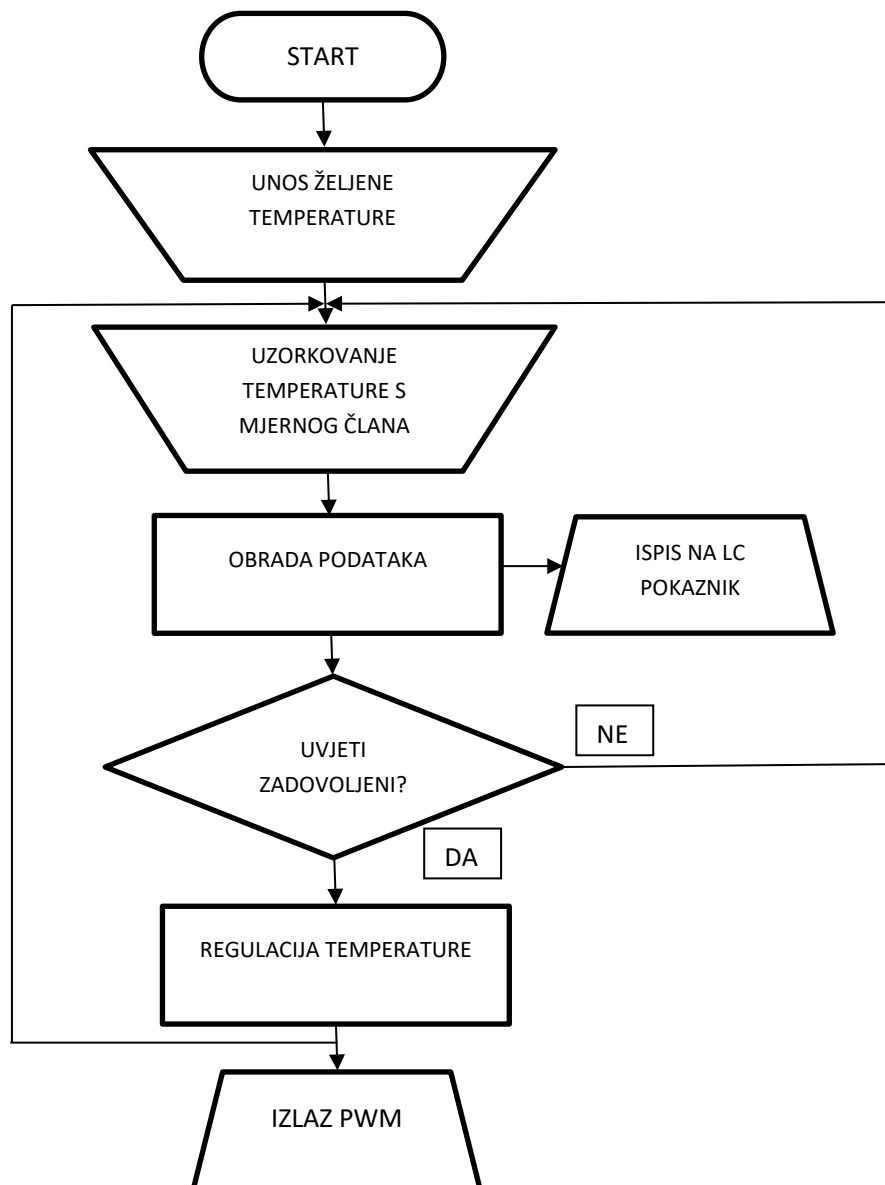 START
UNOS ŽELJENE
TEMPERATURE
UZORKOVANJE
TEMPERATURE S
MJERNOG ČLANA
OBRADA PODATAKA
ISPIS NA LC
POKAZNIK
UVJETI
ZADOVOLJENI?
NE
DA
REGULACIJA TEMPERATURE
IZLAZ PWM